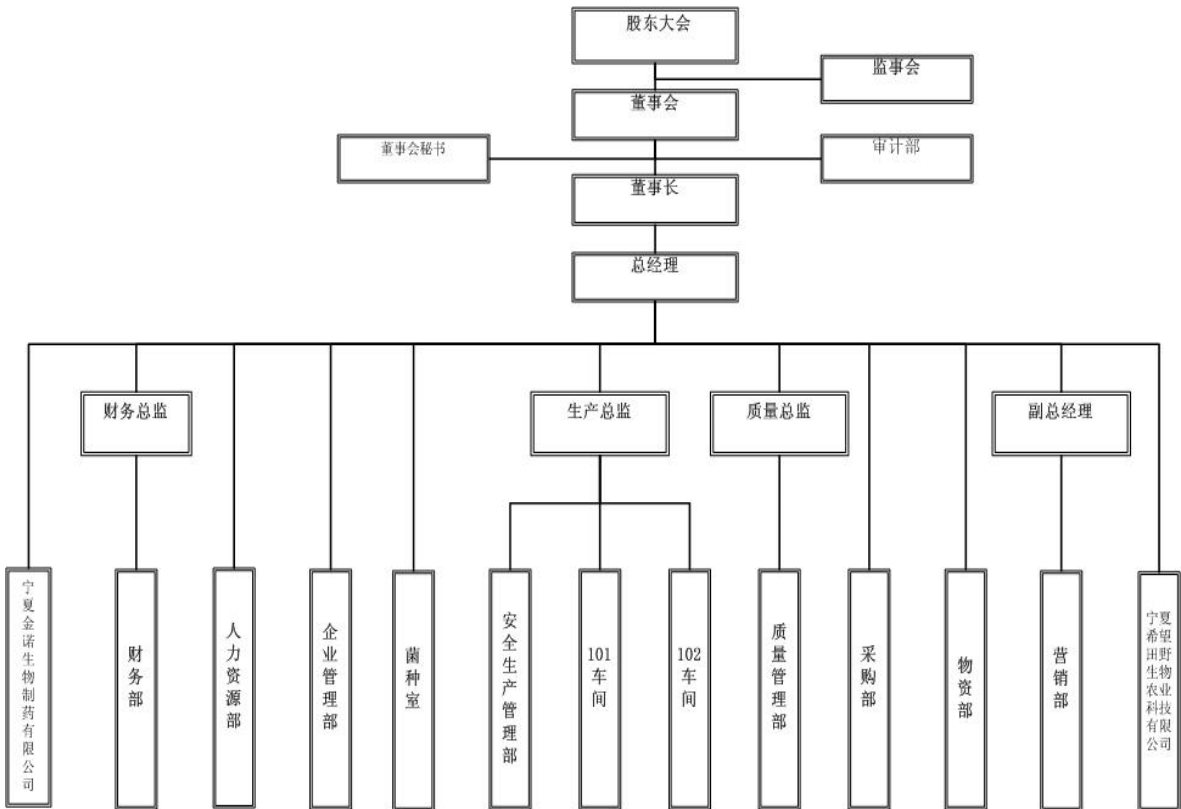 股东大会
监事会
董事会
董事会秘书
审计部
董事长
总经理
财务总监
生产总监
质量总监
副总经理
宁夏金诺生物制药有限公司
财务部
人力资源部
企业管理部
菌种室
安全生产管理部
101车间
102车间
质量管理部
采购部
物资部
营销部
宁夏希望田野生物农业科技有限公司